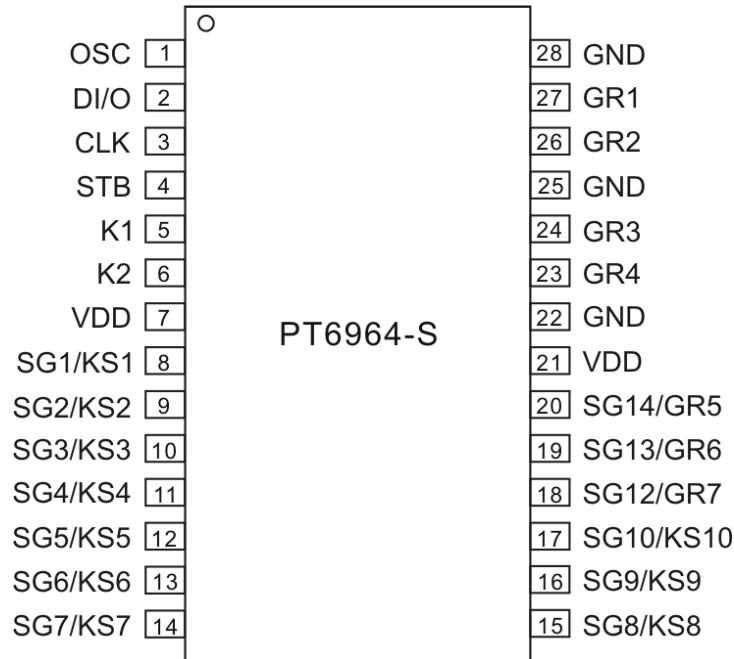 OSC 1 28 GND
DI/O 2 27 GR1
CLK 3 26 GR2
STB 4 25 GND
K1 5 24 GR3
K2 6 23 GR4
VDD 7 22 GND
PT6964-S
SG1/KS1 8 21 VDD
SG2/KS2 9 20 SG14/GR5
SG3/KS3 10 19 SG13/GR6
SG4/KS4 11 18 SG12/GR7
SG5/KS5 12 17 SG10/KS10
SG6/KS6 13 16 SG9/KS9
SG7/KS7 14 15 SG8/KS8